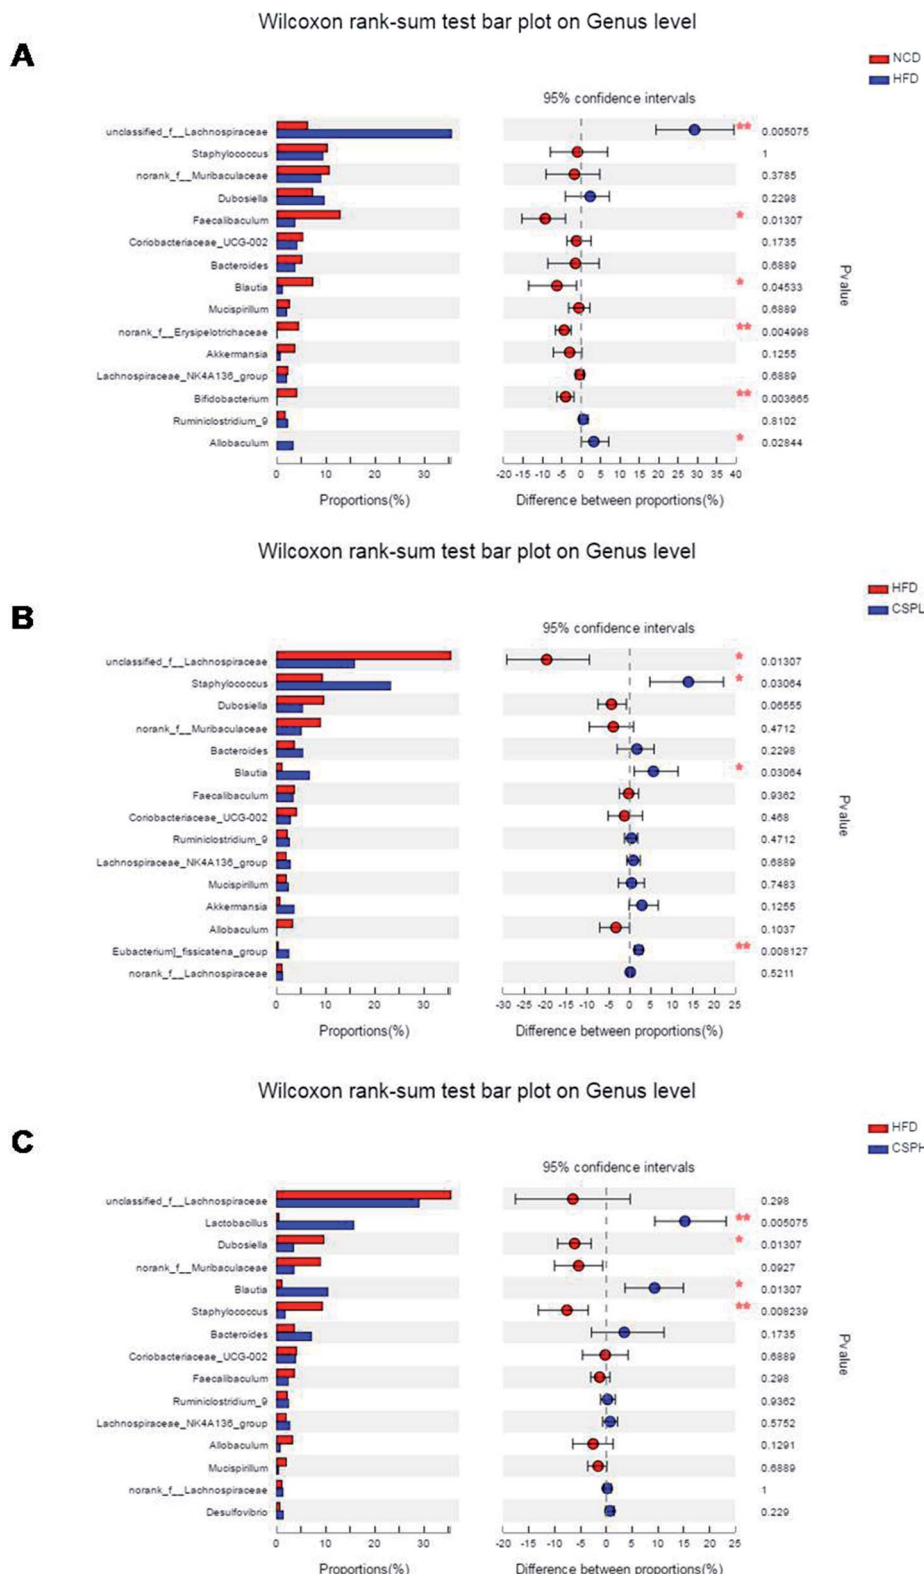 Wilcoxon rank-sum test bar plot on Genus level
A
NCD
HFD
95% confidence intervals
unclassified_f__Lachnospiraceae ** 0.005075
Staphylococcus 1
norank_f__Muribaculaceae 0.3785
Dubosiella 0.2298
Faecalibaculum * 0.01307
Coriobacteriaceae_UCG-002 0.1735
Bacteroides 0.6889
Blautia * 0.04533
Mucispirillum 0.6889
norank_f__Erysipelotrichaceae ** 0.004998
Akkermansia 0.1255
Lachnospiraceae_NK4A136_group 0.6889
Bifidobacterium ** 0.003665
Ruminiclostridium_9 0.8102
Allobaculum * 0.02844
Pvalue
0 10 20 30 -20 -15 -10 -5 0 5 10 15 20 25 30 35 40
Proportions(%) Difference between proportions(%)
Wilcoxon rank-sum test bar plot on Genus level
B
HFD
CSPL
95% confidence intervals
unclassified_f__Lachnospiraceae * 0.01307
Staphylococcus * 0.03064
Dubosiella 0.06555
norank_f__Muribaculaceae 0.4712
Bacteroides 0.2298
Blautia * 0.03064
Faecalibaculum 0.9362
Coriobacteriaceae_UCG-002 0.468
Ruminiclostridium_9 0.4712
Lachnospiraceae_NK4A136_group 0.6889
Mucispirillum 0.7483
Akkermansia 0.1255
Allobaculum 0.1037
Eubacterium]_fissicatena_group ** 0.008127
norank_f__Lachnospiraceae 0.5211
Pvalue
0 10 20 30 -30 -25 -20 -15 -10 -5 0 5 10 15 20 25
Proportions(%) Difference between proportions(%)
Wilcoxon rank-sum test bar plot on Genus level
C
HFD
CSPH
95% confidence intervals
unclassified_f__Lachnospiraceae 0.298
Lactobacillus ** 0.005075
Dubosiella * 0.01307
norank_f__Muribaculaceae 0.0927
Blautia * 0.01307
Staphylococcus ** 0.008239
Bacteroides 0.1735
Coriobacteriaceae_UCG-002 0.6889
Faecalibaculum 0.298
Ruminiclostridium_9 0.9362
Lachnospiraceae_NK4A136_group 0.5752
Allobaculum 0.1291
Mucispirillum 0.6889
norank_f__Lachnospiraceae 1
Desulfovibrio 0.229
Pvalue
0 10 20 30 -20 -15 -10 -5 0 5 10 15 20 25
Proportions(%) Difference between proportions(%)